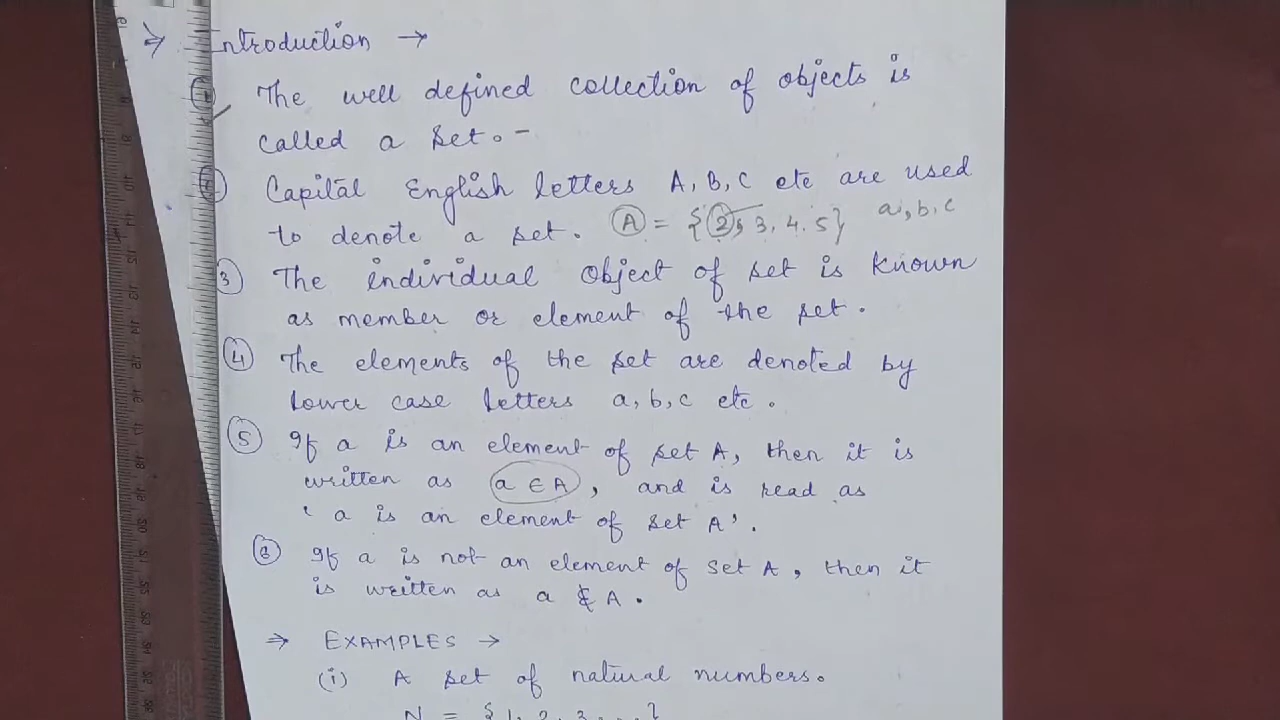 ⇒ Introduction →
① The well defined collection of objects is
called a set. -
② Capital English letters A, B, C etc are used
to denote a set. A = {2, 3, 4. 5} a, b, c
③ The individual object of set is known
as member or element of the set.
④ The elements of the set are denoted by
lower case letters a, b, c etc.
⑤ If a is an element of set A, then it is
written as a ∈ A, and is read as
' a is an element of set A'.
⑥ If a is not an element of set A, then it
is written as a ∉ A.
⇒ EXAMPLES →
(i) A set of natural numbers.
N = {1, 2, 3, ...}